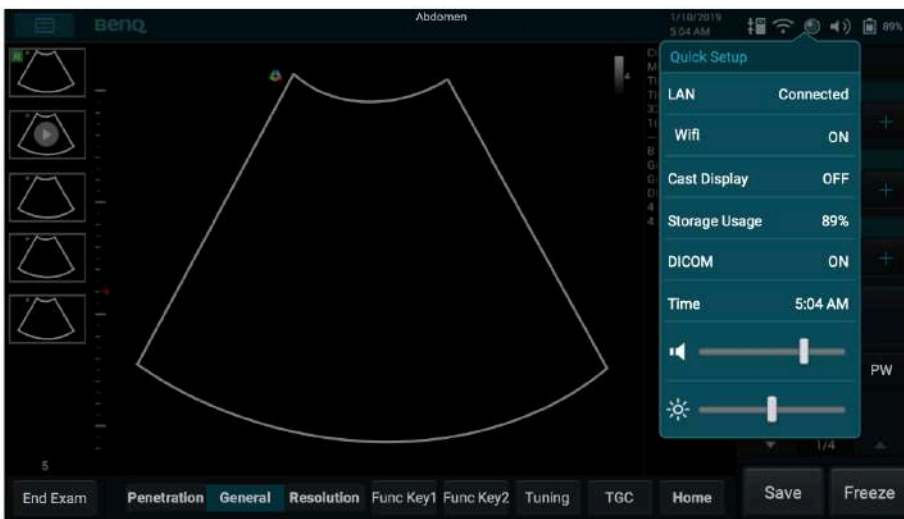 BenQ
Abdomen
1/10/2019
5:04 AM
89%
Quick Setup
LAN Connected
Wifi ON
Cast Display OFF
Storage Usage 89%
DICOM ON
Time 5:04 AM
4
PW
1/4
5
End Exam Penetration General Resolution Func Key1 Func Key2 Tuning TGC Home Save Freeze